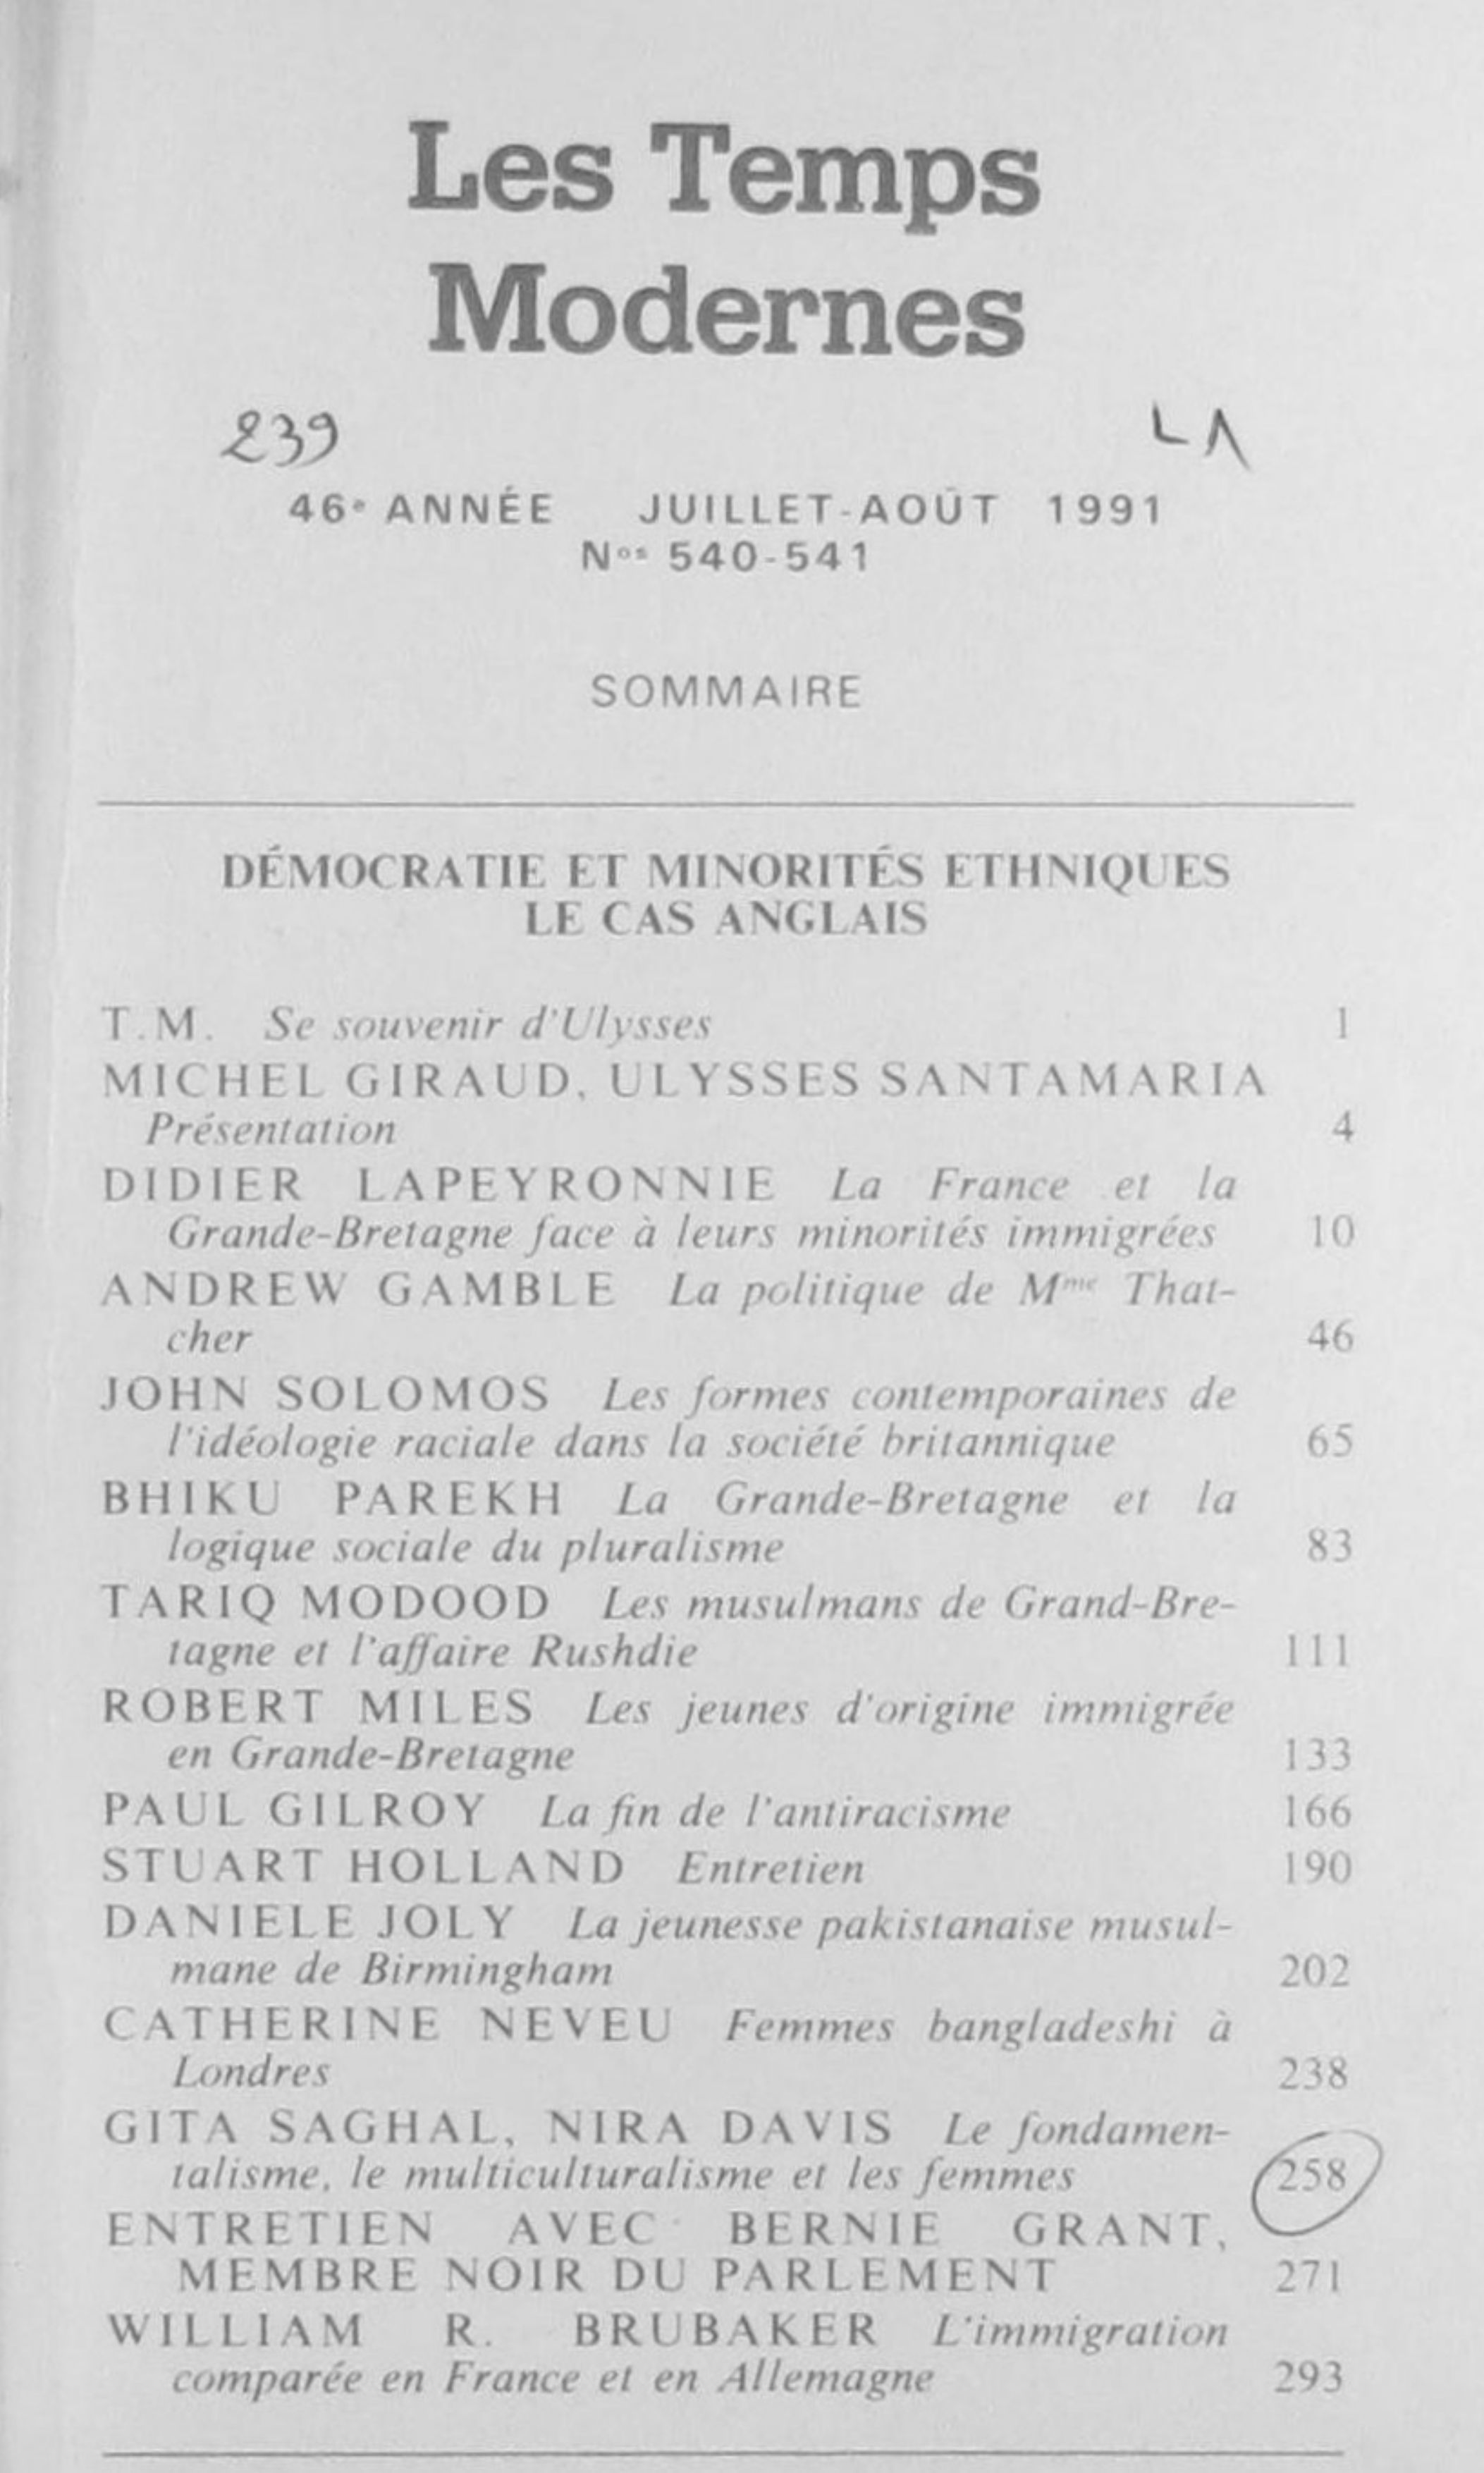 Les Temps
Modernes
239
L1
46e ANNÉE JUILLET-AOÛT 1991
Nos 540-541
SOMMAIRE
DÉMOCRATIE ET MINORITÉS ETHNIQUES
LE CAS ANGLAIS
T.M. Se souvenir d'Ulysses 1
MICHEL GIRAUD, ULYSSES SANTAMARIA
Présentation 4
DIDIER LAPEYRONNIE La France et la
Grande-Bretagne face à leurs minorités immigrées 10
ANDREW GAMBLE La politique de Mme That-
cher 46
JOHN SOLOMOS Les formes contemporaines de
l'idéologie raciale dans la société britannique 65
BHIKU PAREKH La Grande-Bretagne et la
logique sociale du pluralisme 83
TARIQ MODOOD Les musulmans de Grand-Bre-
tagne et l'affaire Rushdie 111
ROBERT MILES Les jeunes d'origine immigrée
en Grande-Bretagne 133
PAUL GILROY La fin de l'antiracisme 166
STUART HOLLAND Entretien 190
DANIELE JOLY La jeunesse pakistanaise musul-
mane de Birmingham 202
CATHERINE NEVEU Femmes bangladeshi à
Londres 238
GITA SAGHAL, NIRA DAVIS Le fondamen-
talisme, le multiculturalisme et les femmes 258
ENTRETIEN AVEC BERNIE GRANT,
MEMBRE NOIR DU PARLEMENT 271
WILLIAM R. BRUBAKER L'immigration
comparée en France et en Allemagne 293